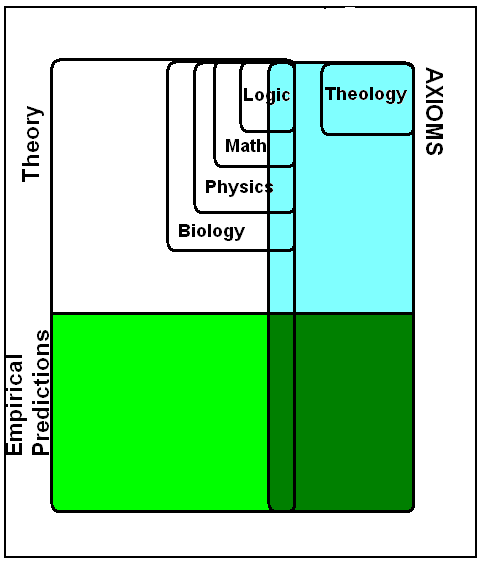 Theory
Logic
Theology
AXIOMS
Math
Physics
Biology
Empirical
Predictions